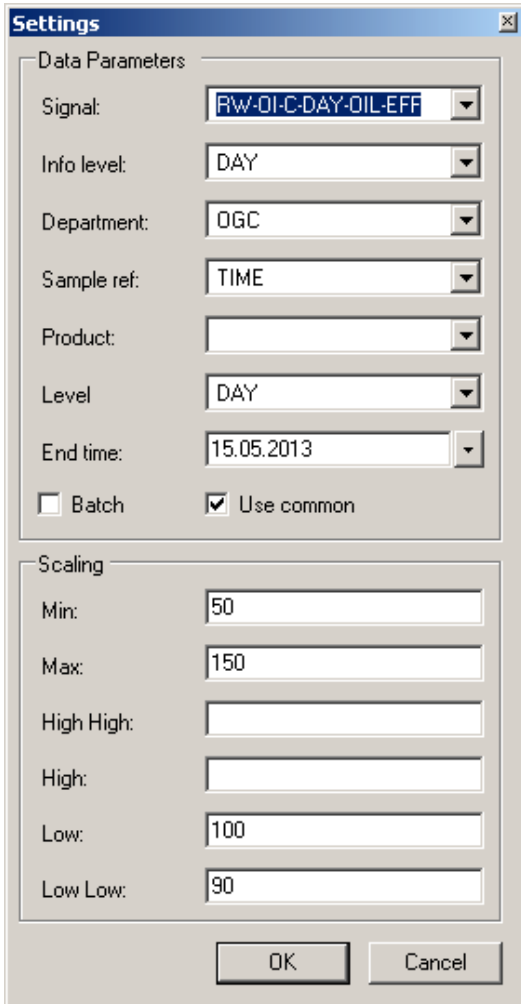 Settings
Data Parameters
Signal: RW-OI-C-DAY-OIL-EFF
Info level: DAY
Department: OGC
Sample ref: TIME
Product:
Level DAY
End time: 15.05.2013
Batch Use common
Scaling
Min: 50
Max: 150
High High:
High:
Low: 100
Low Low: 90
OK Cancel